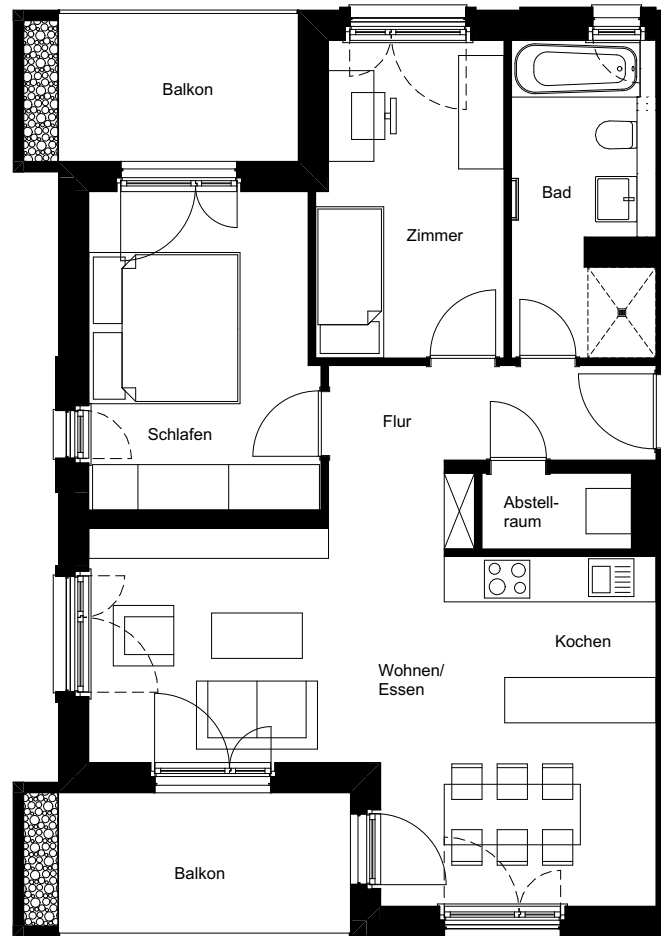 Balkon
Bad
Zimmer
Flur
Schlafen
Abstell-
raum
Kochen
Wohnen/
Essen
Balkon